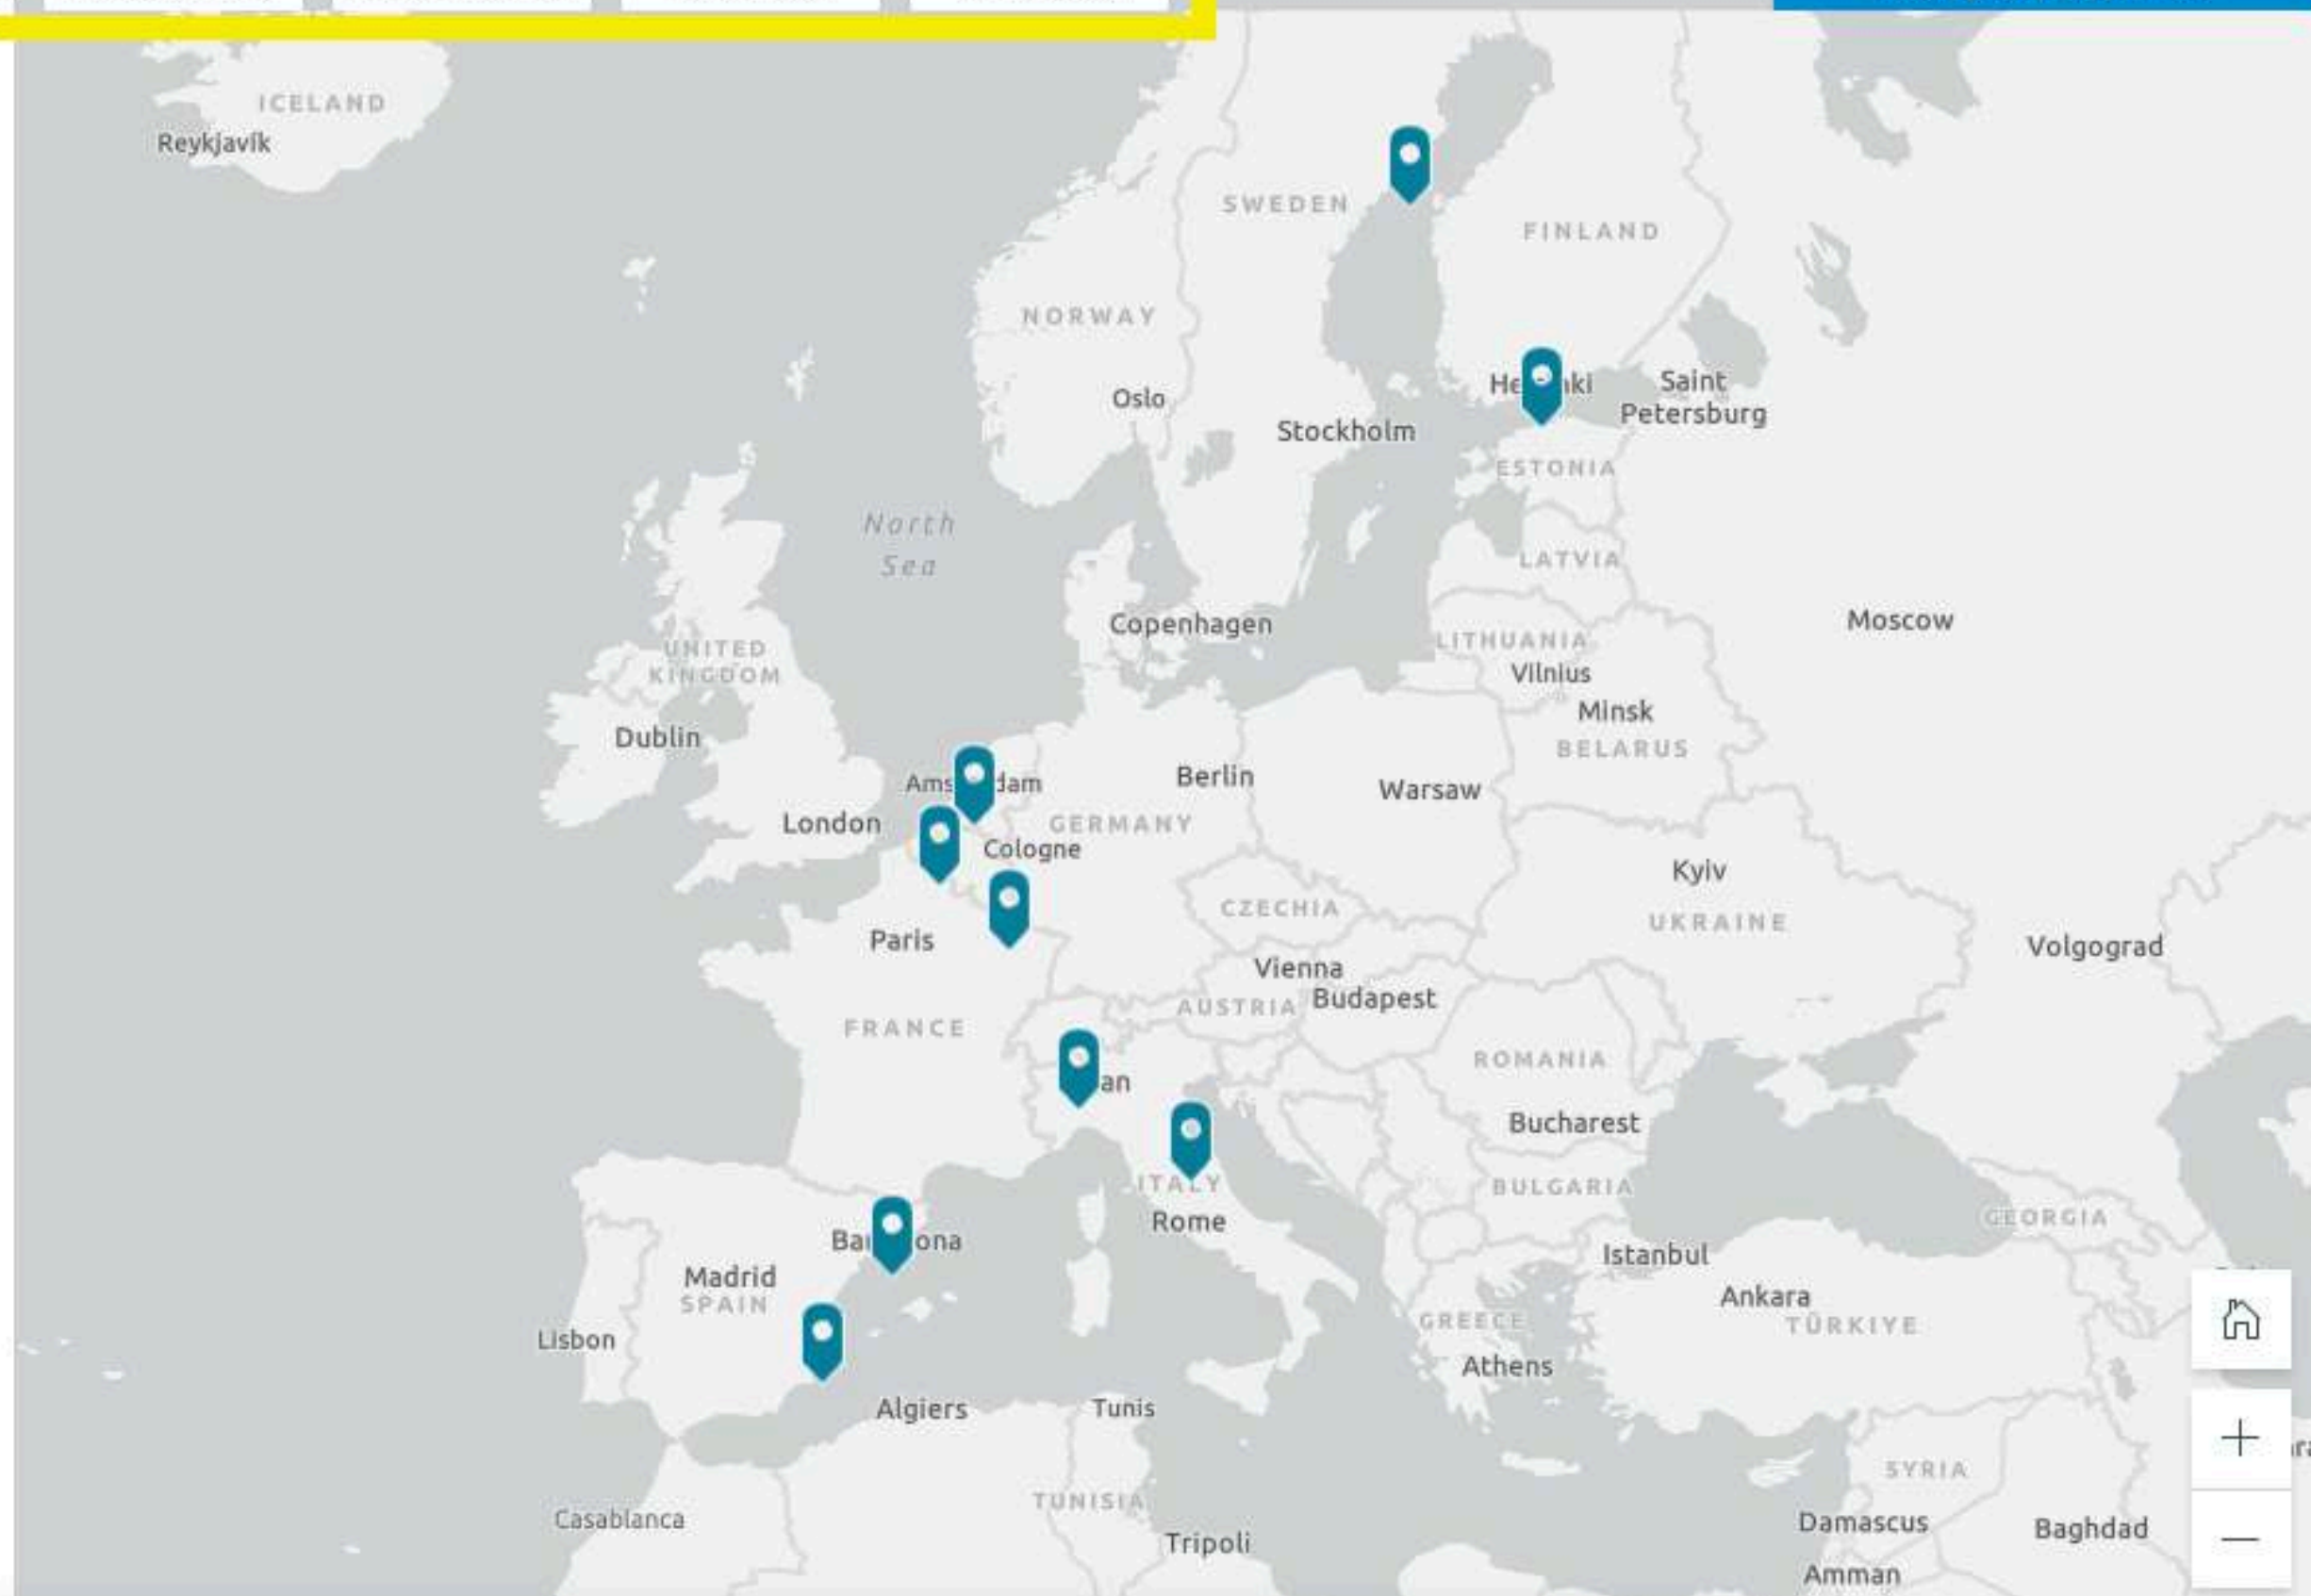 ICELAND
Reykjavík
SWEDEN
FINLAND
NORWAY
Oslo
Stockholm
Saint
Petersburg
ESTONIA
North
Sea
LATVIA
Copenhagen
Moscow
LITHUANIA
Vilnius
UNITED
KINGDOM
Minsk
BELARUS
Dublin
Berlin
Warsaw
London
GERMANY
Cologne
Kyiv
UKRAINE
CZECHIA
Paris
Volgograd
Vienna
Budapest
AUSTRIA
FRANCE
ROMANIA
Bucharest
ITALY
BULGARIA
Rome
GEORGIA
Istanbul
Madrid
SPAIN
Ankara
TÜRKIYE
GREECE
Lisbon
Athens
Algiers
Tunis
SYRIA
TUNISIA
Casablanca
Damascus
Baghdad
Tripoli
Amman